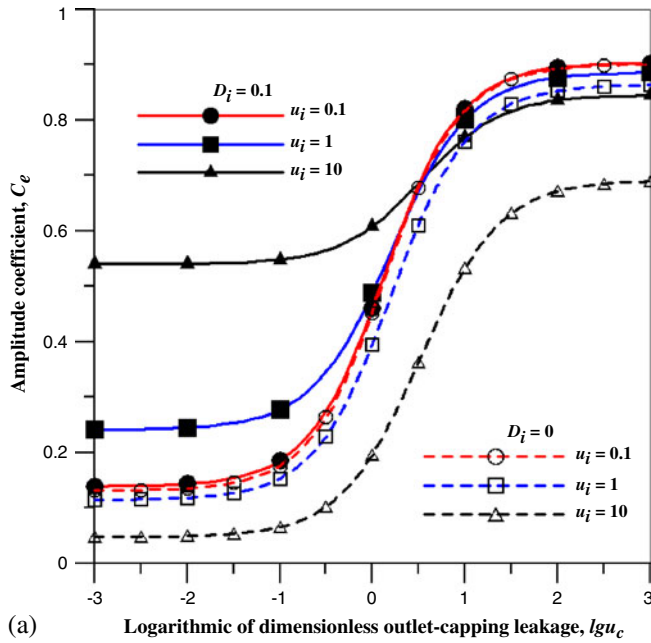 1
0.8
0.6
0.4
0.2
0
Amplitude coefficient, C_e
D_i = 0.1
u_i = 0.1
u_i = 1
u_i = 10
D_i = 0
u_i = 0.1
u_i = 1
u_i = 10
-3 -2 -1 0 1 2 3
(a) Logarithmic of dimensionless outlet-capping leakage, lgu_c